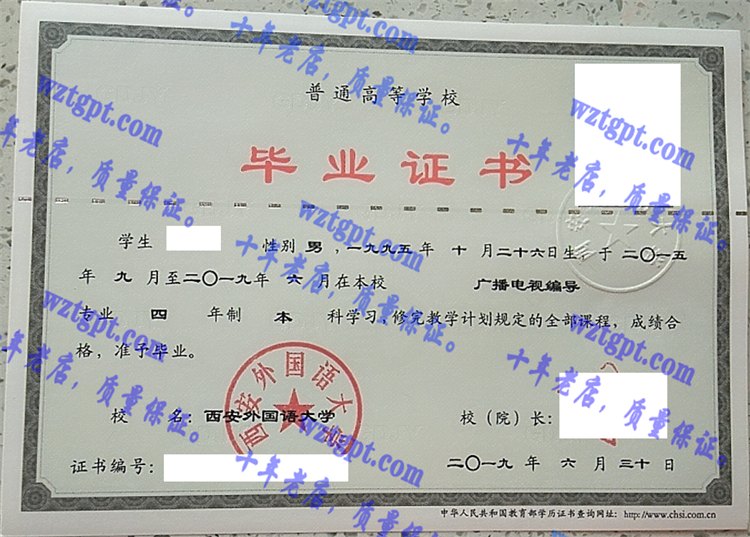 普通高等学校
毕业证书
学生 性别 男 ,一九九五 年 十 月二十六日生,于 二〇一五
年 九 月至二〇一九年 六 月在本校 广播电视编导
专业 四 年制 本 科学习,修完教学计划规定的全部课程,成绩合
格,准予毕业。
西安外国语大
校 名:西安外国语大学 校(院)长:
证书编号: 二〇一九 年 六 月 三十 日
中华人民共和国教育部学历证书查询网址:http://www.chsi.com.cn
wztgpt.com
十年老店,质量保证。